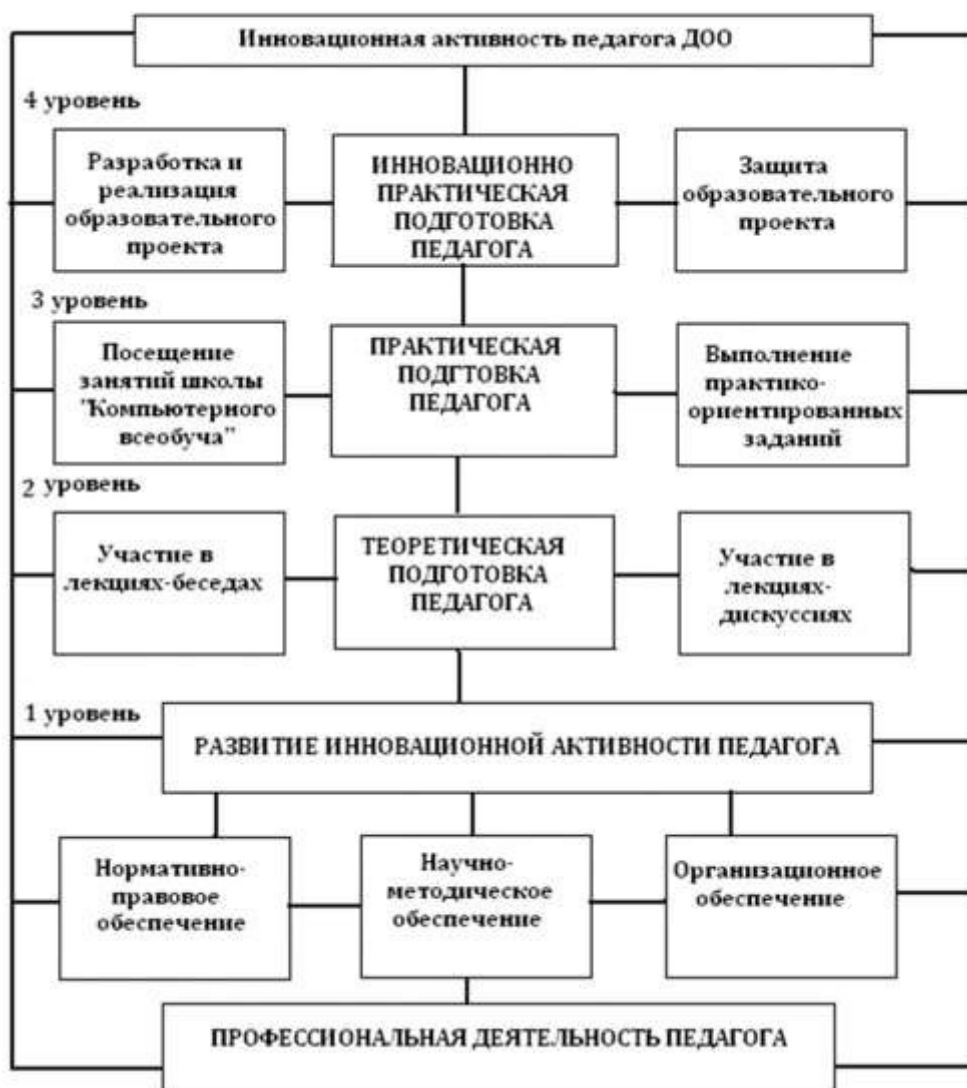 Инновационная активность педагога ДОО
4 уровень
Разработка и
реализация
образовательного
проекта
ИННОВАЦИОННО
ПРАКТИЧЕСКАЯ
ПОДГОТОВКА
ПЕДАГОГА
Защита
образовательного
проекта
3 уровень
Посещение
занятий школы
"Компьютерного
всеобуча"
ПРАКТИЧЕСКАЯ
ПОДГТОВКА
ПЕДАГОГА
Выполнение
практико-
ориентированных
заданий
2 уровень
Участие в
лекциях-беседах
ТЕОРЕТИЧЕСКАЯ
ПОДГОТОВКА
ПЕДАГОГА
Участие в
лекциях-
дискуссиях
1 уровень
РАЗВИТИЕ ИННОВАЦИОННОЙ АКТИВНОСТИ ПЕДАГОГА
Нормативно-
правовое
обеспечение
Научно-
методическое
обеспечение
Организационное
обеспечение
ПРОФЕССИОНАЛЬНАЯ ДЕЯТЕЛЬНОСТЬ ПЕДАГОГА